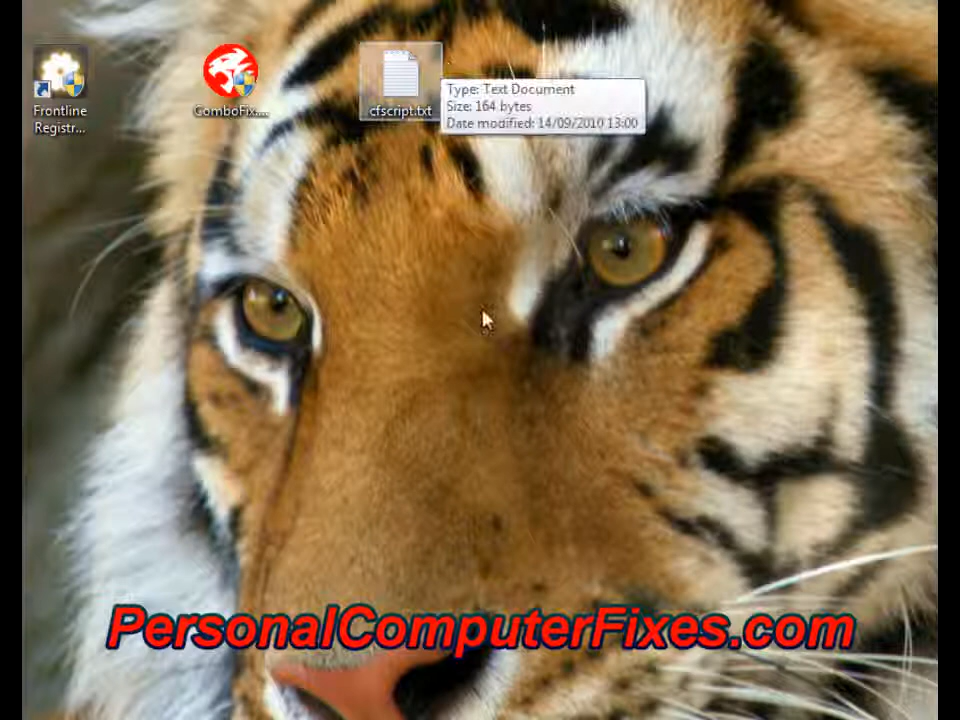 Frontline
Registr...
ComboFix....
cfscript.txt
Type: Text Document
Size: 164 bytes
Date modified: 14/09/2010 13:00
PersonalComputerFixes.com